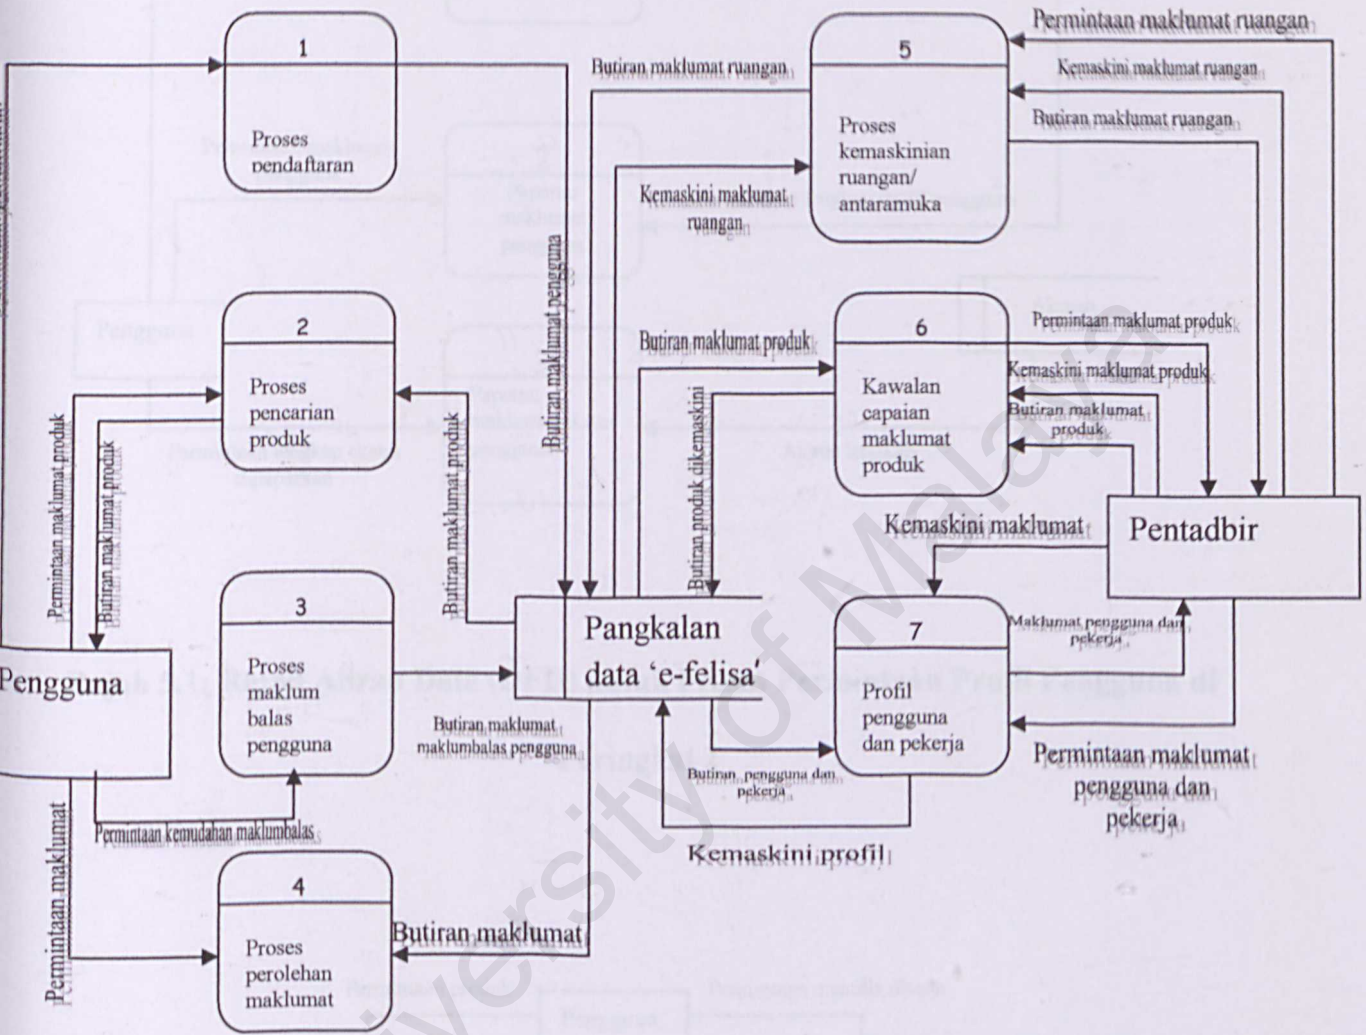 1
Proses
pendaftaran
2
Proses
pencarian
produk
3
Proses
maklum
balas
pengguna
4
Proses
perolehan
maklumat
5
Proses
kemaskinian
ruangan/
antaramuka
6
Kawalan
capaian
maklumat
produk
7
Profil
pengguna
dan pekerja
Pengguna
Pangkalan
data ‘e-felisa’
Pentadbir
Permintaan maklumat produk
Butiran maklumat produk
Permintaan maklumat
Permintaan kemudahan maklumbalas
Butiran maklumat produk
Butiran maklumat pengguna
Butiran maklumat
maklumbalas pengguna
Butiran maklumat
Butiran maklumat ruangan
Kemaskini maklumat
ruangan
Butiran maklumat produk
Butiran produk dikemaskini
Butiran pengguna dan
pekerja
Kemaskini profil
Permintaan maklumat ruangan
Kemaskini maklumat ruangan
Butiran maklumat ruangan
Permintaan maklumat produk
Kemaskini maklumat produk
Butiran maklumat
produk
Kemaskini maklumat
Maklumat pengguna dan
pekerja
Permintaan maklumat
pengguna dan
pekerja
University of Malaya